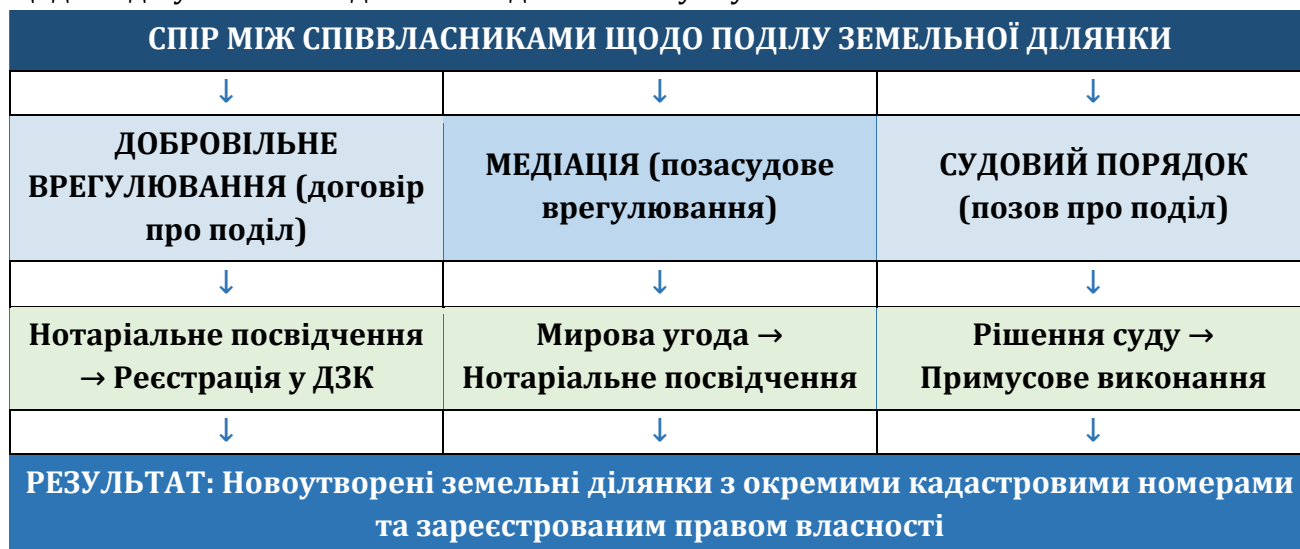 СПІР МІЖ СПІВВЛАСНИКАМИ ЩОДО ПОДІЛУ ЗЕМЕЛЬНОЇ ДІЛЯНКИ
↓ ↓ ↓
ДОБРОВІЛЬНЕ
ВРЕГУЛЮВАННЯ (договір
про поділ)
МЕДІАЦІЯ (позасудове
врегулювання)
СУДОВИЙ ПОРЯДОК
(позов про поділ)
↓ ↓ ↓
Нотаріальне посвідчення
→ Реєстрація у ДЗК
Мирова угода →
Нотаріальне посвідчення
Рішення суду →
Примусове виконання
↓ ↓ ↓
РЕЗУЛЬТАТ: Новоутворені земельні ділянки з окремими кадастровими номерами
та зареєстрованим правом власності